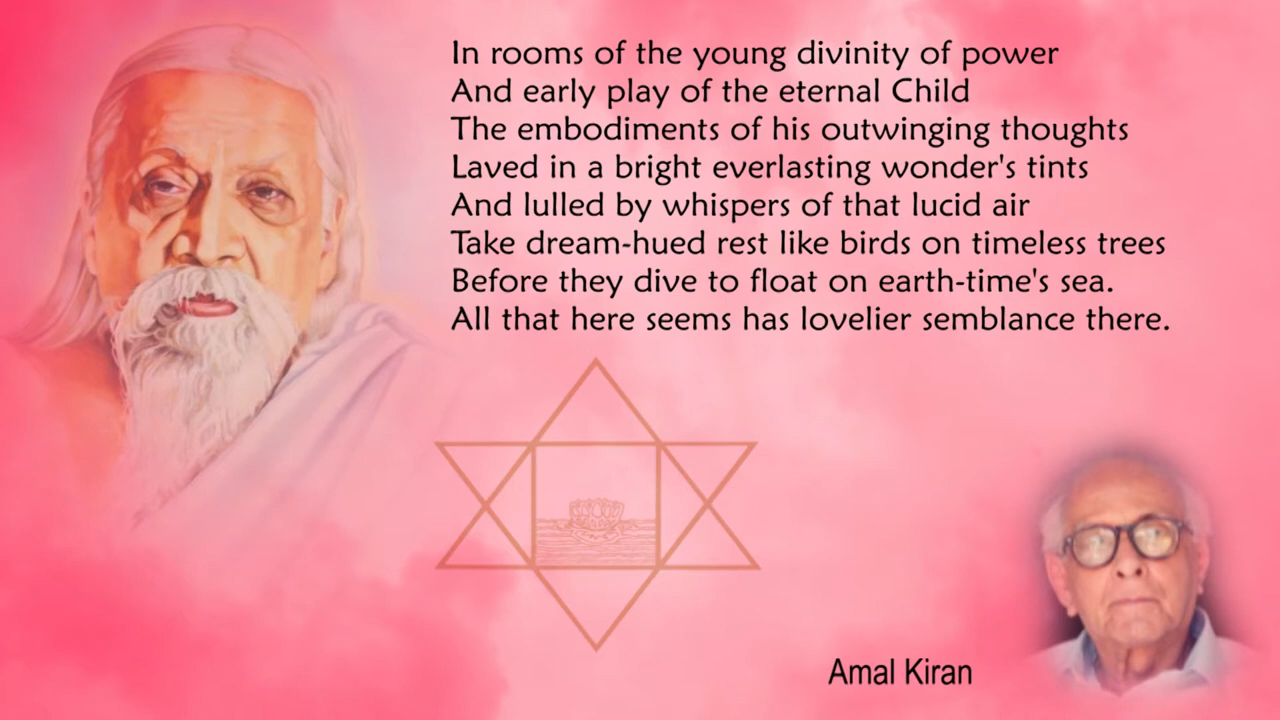 In rooms of the young divinity of power
And early play of the eternal Child
The embodiments of his outwinging thoughts
Laved in a bright everlasting wonder's tints
And lulled by whispers of that lucid air
Take dream-hued rest like birds on timeless trees
Before they dive to float on earth-time's sea.
All that here seems has lovelier semblance there.
Amal Kiran